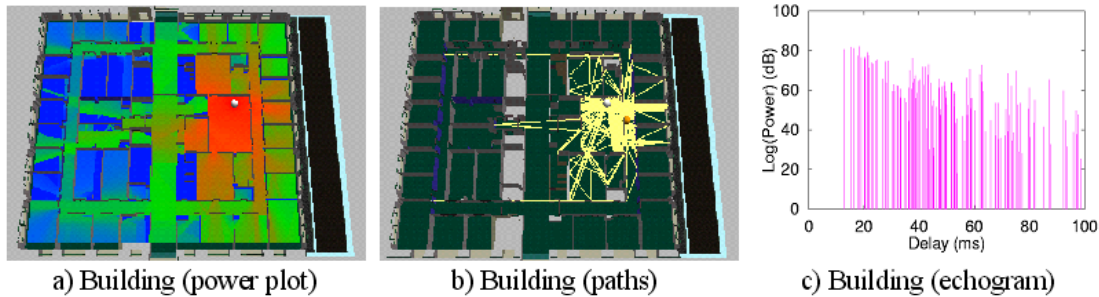 100
80
60
40
20
0
Log(Power) (dB)
0 20 40 60 80 100
Delay (ms)
a) Building (power plot)
b) Building (paths)
c) Building (echogram)